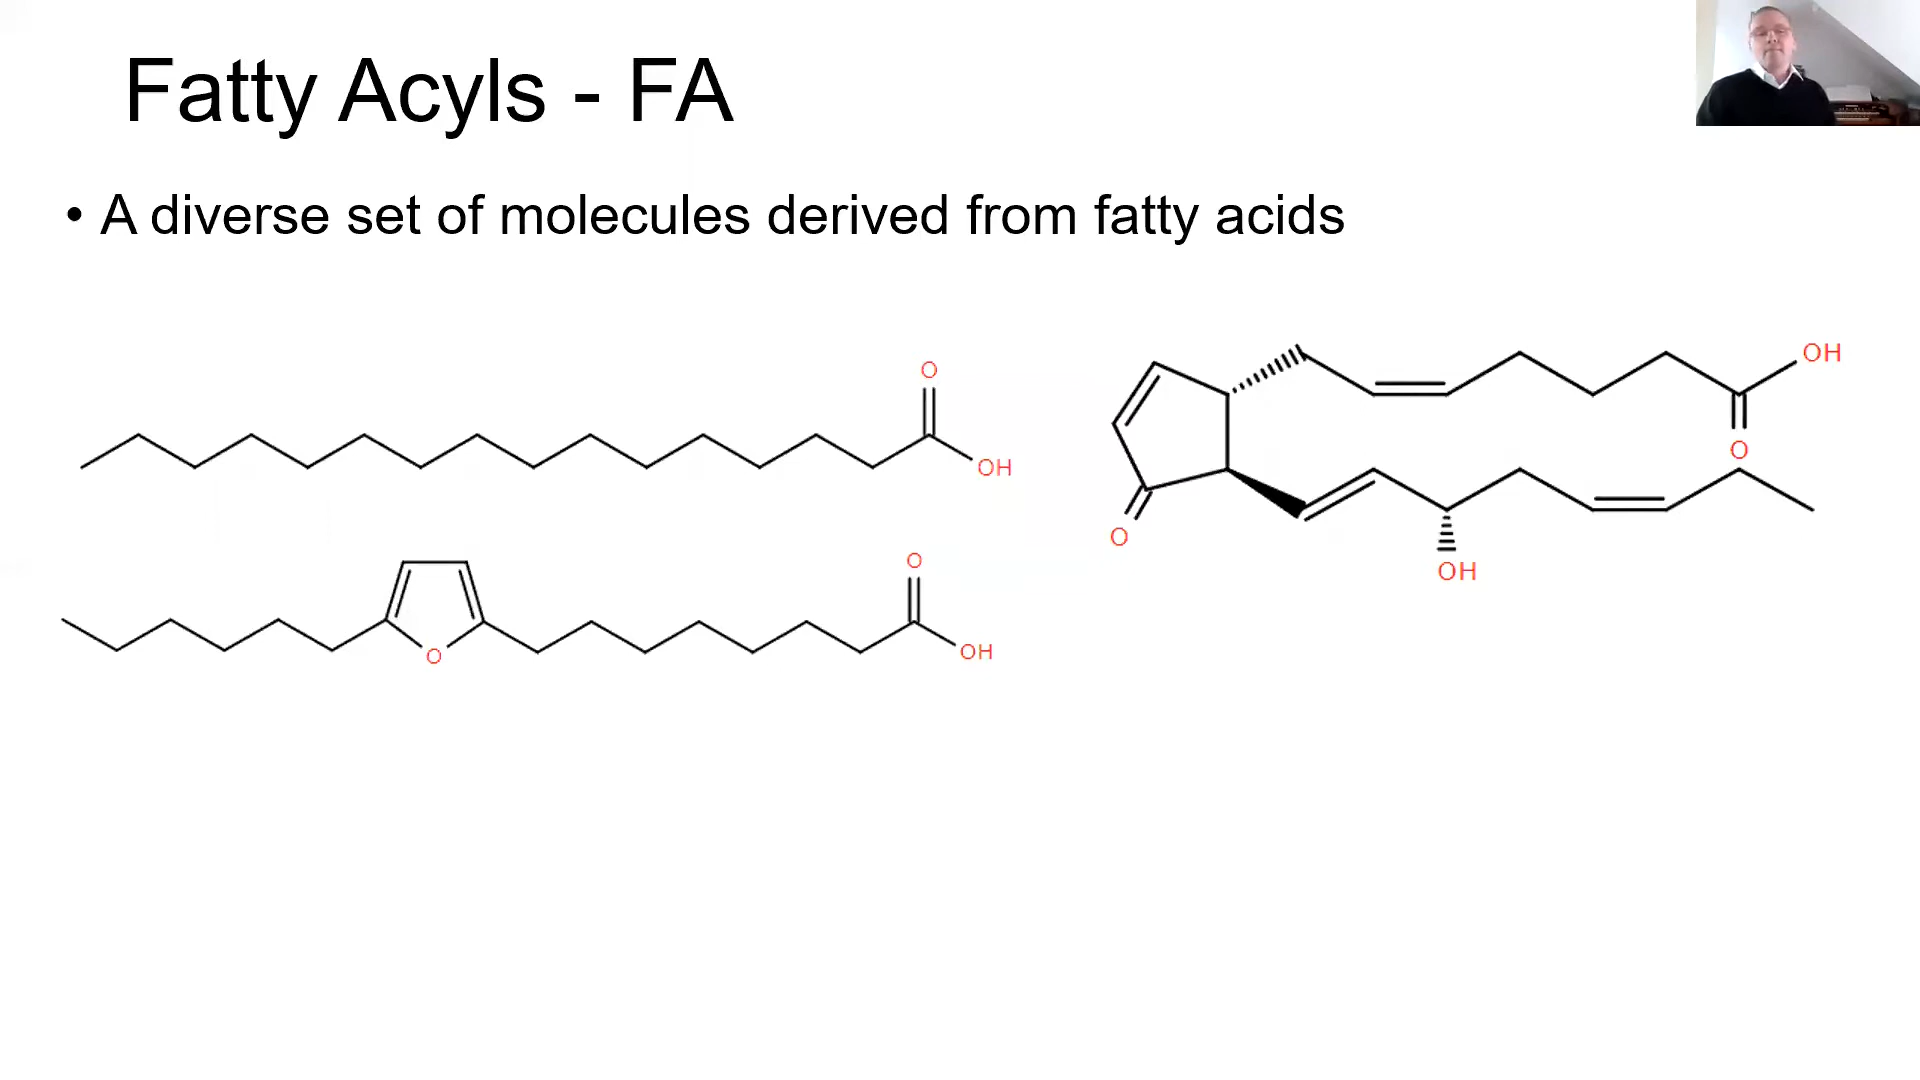 Fatty Acyls - FA
• A diverse set of molecules derived from fatty acids
O
OH
OH
O
O
OH
O
O
OH